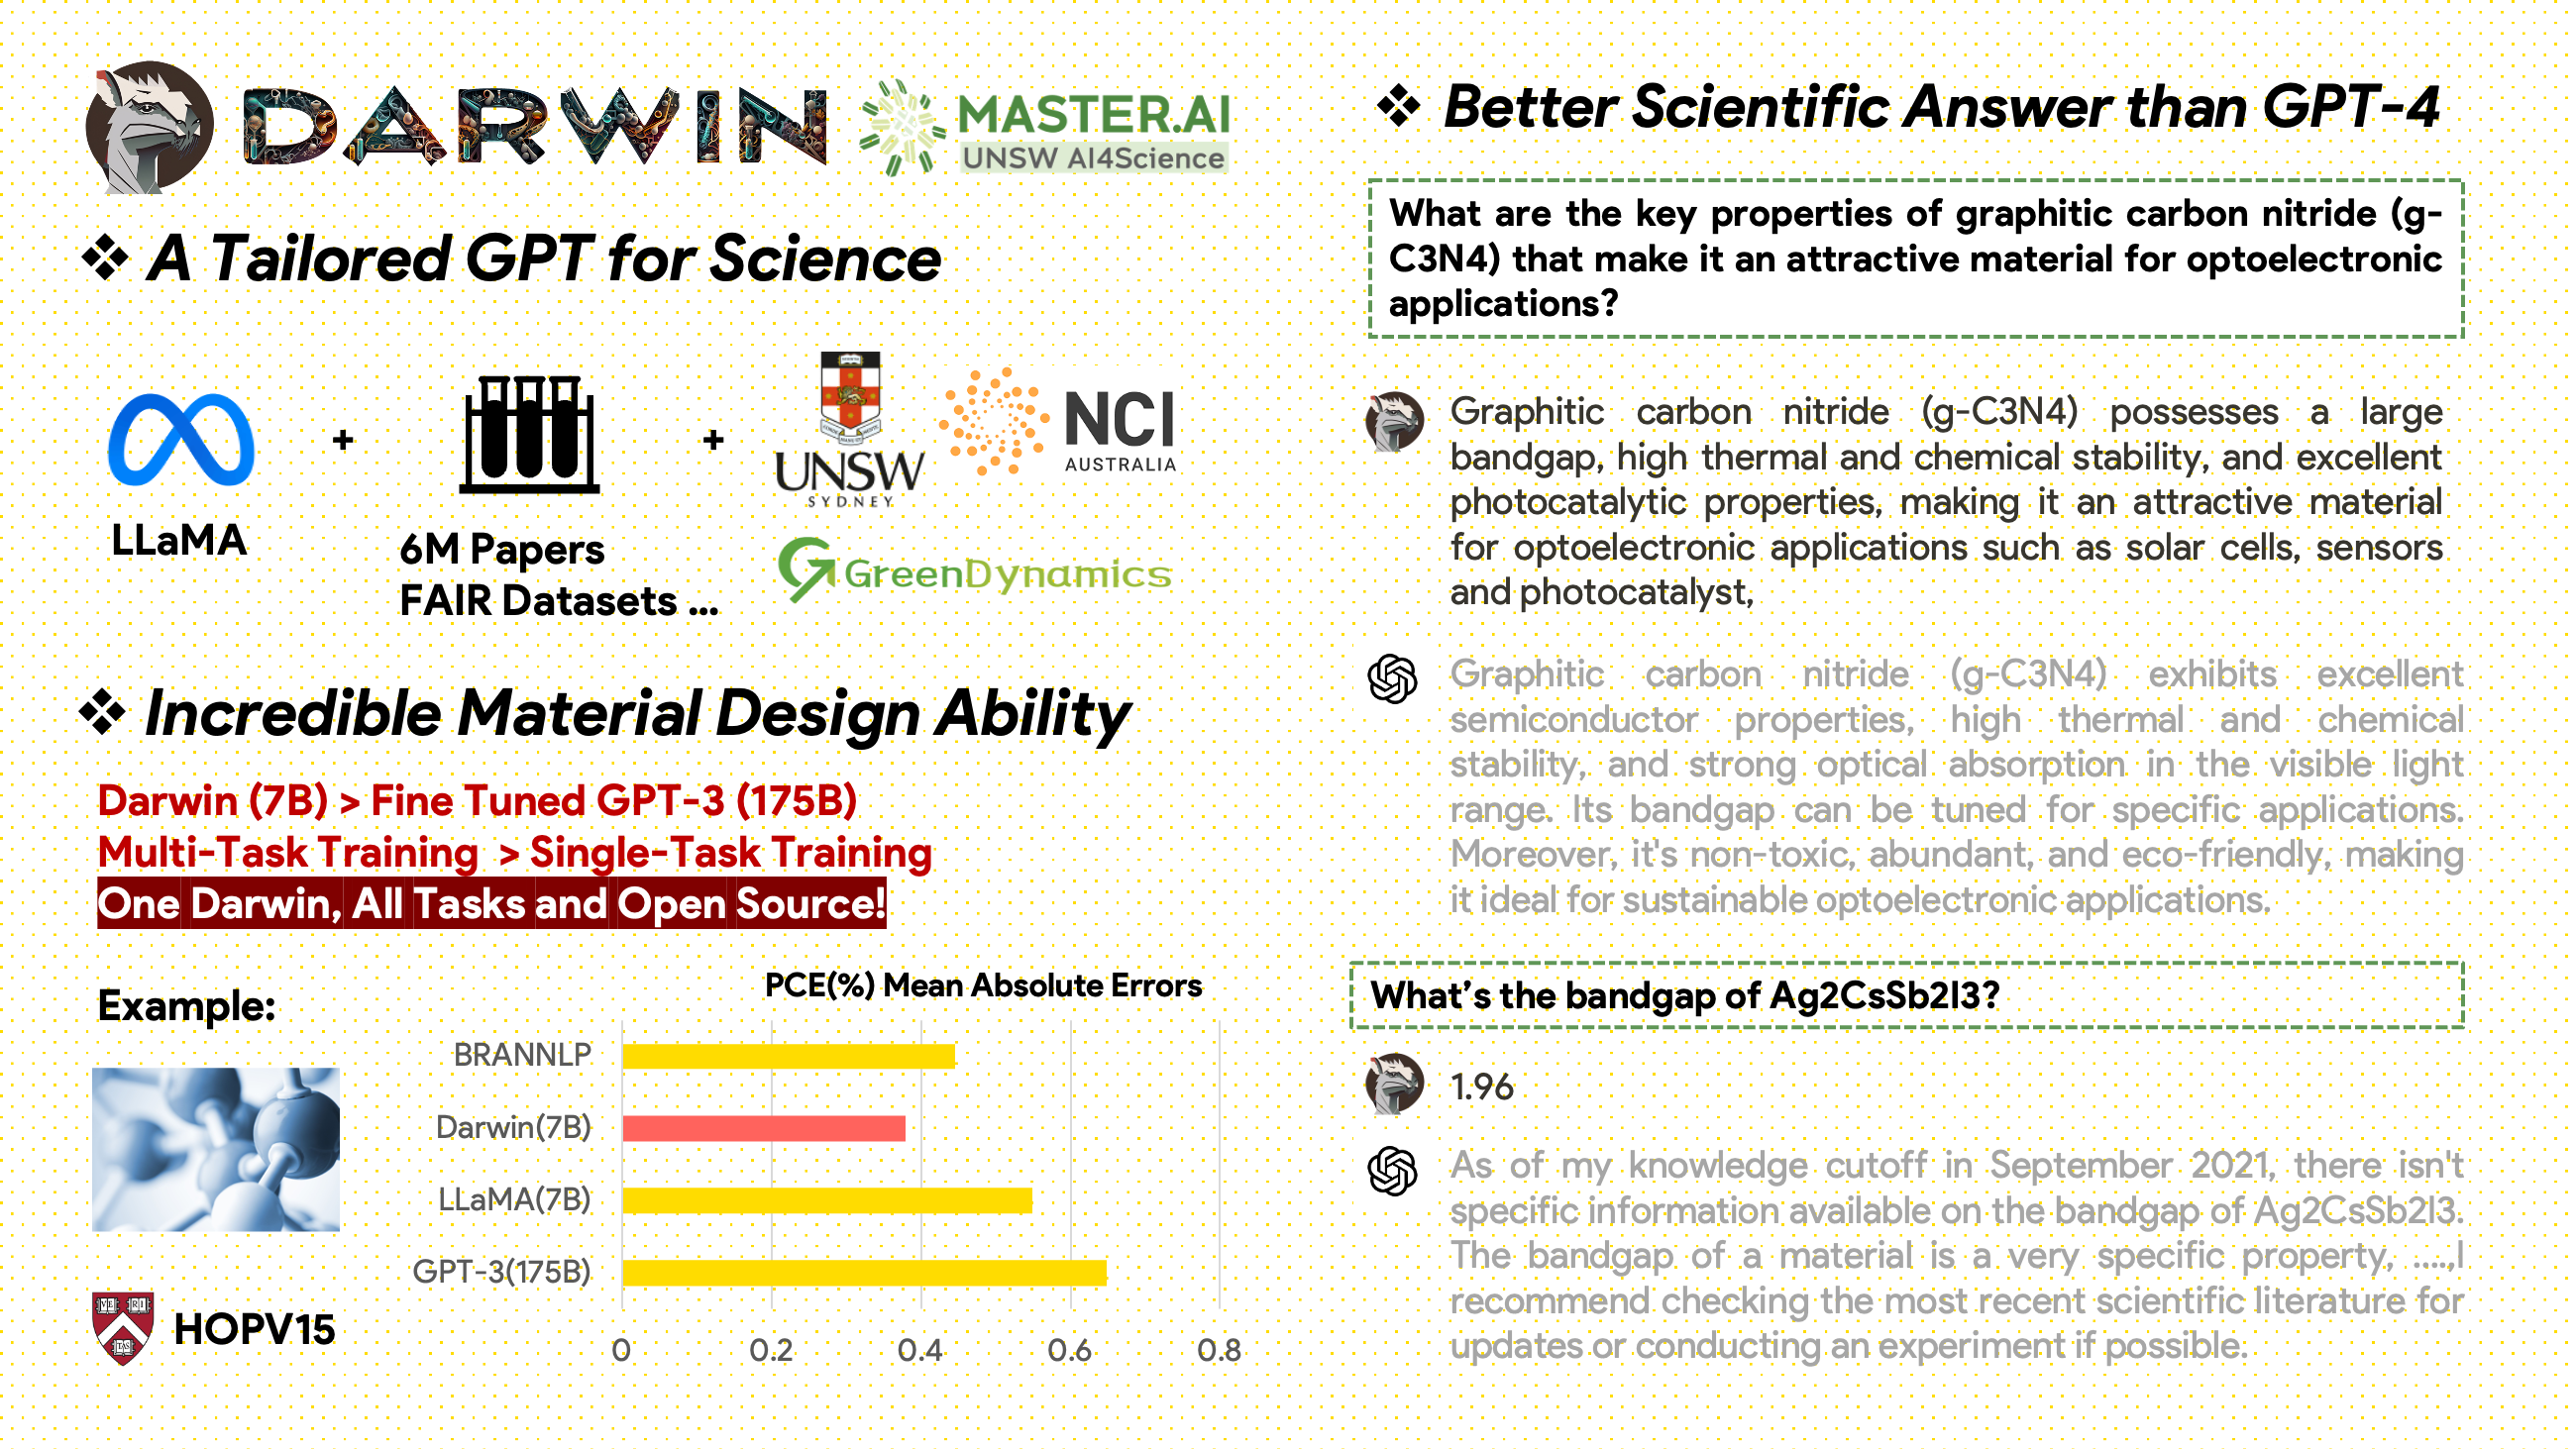 DARWIN
MASTER.AI
UNSW AI4Science
❖ A Tailored GPT for Science
LLaMA
+
6M Papers
FAIR Datasets ...
+
UNSW
SYDNEY
NCI
AUSTRALIA
GreenDynamics
❖ Incredible Material Design Ability
Darwin (7B) > Fine Tuned GPT-3 (175B)
Multi-Task Training > Single-Task Training
One Darwin, All Tasks and Open Source!
Example:
HOPV15
PCE(%) Mean Absolute Errors
BRANNLP
Darwin(7B)
LLaMA(7B)
GPT-3(175B)
0 0.2 0.4 0.6 0.8
❖ Better Scientific Answer than GPT-4
What are the key properties of graphitic carbon nitride (g-
C3N4) that make it an attractive material for optoelectronic
applications?
Graphitic carbon nitride (g-C3N4) possesses a large
bandgap, high thermal and chemical stability, and excellent
photocatalytic properties, making it an attractive material
for optoelectronic applications such as solar cells, sensors
and photocatalyst,
Graphitic carbon nitride (g-C3N4) exhibits excellent
semiconductor properties, high thermal and chemical
stability, and strong optical absorption in the visible light
range. Its bandgap can be tuned for specific applications.
Moreover, it's non-toxic, abundant, and eco-friendly, making
it ideal for sustainable optoelectronic applications.
What's the bandgap of Ag2CsSb2I3?
1.96
As of my knowledge cutoff in September 2021, there isn't
specific information available on the bandgap of Ag2CsSb2I3.
The bandgap of a material is a very specific property, ....,I
recommend checking the most recent scientific literature for
updates or conducting an experiment if possible.